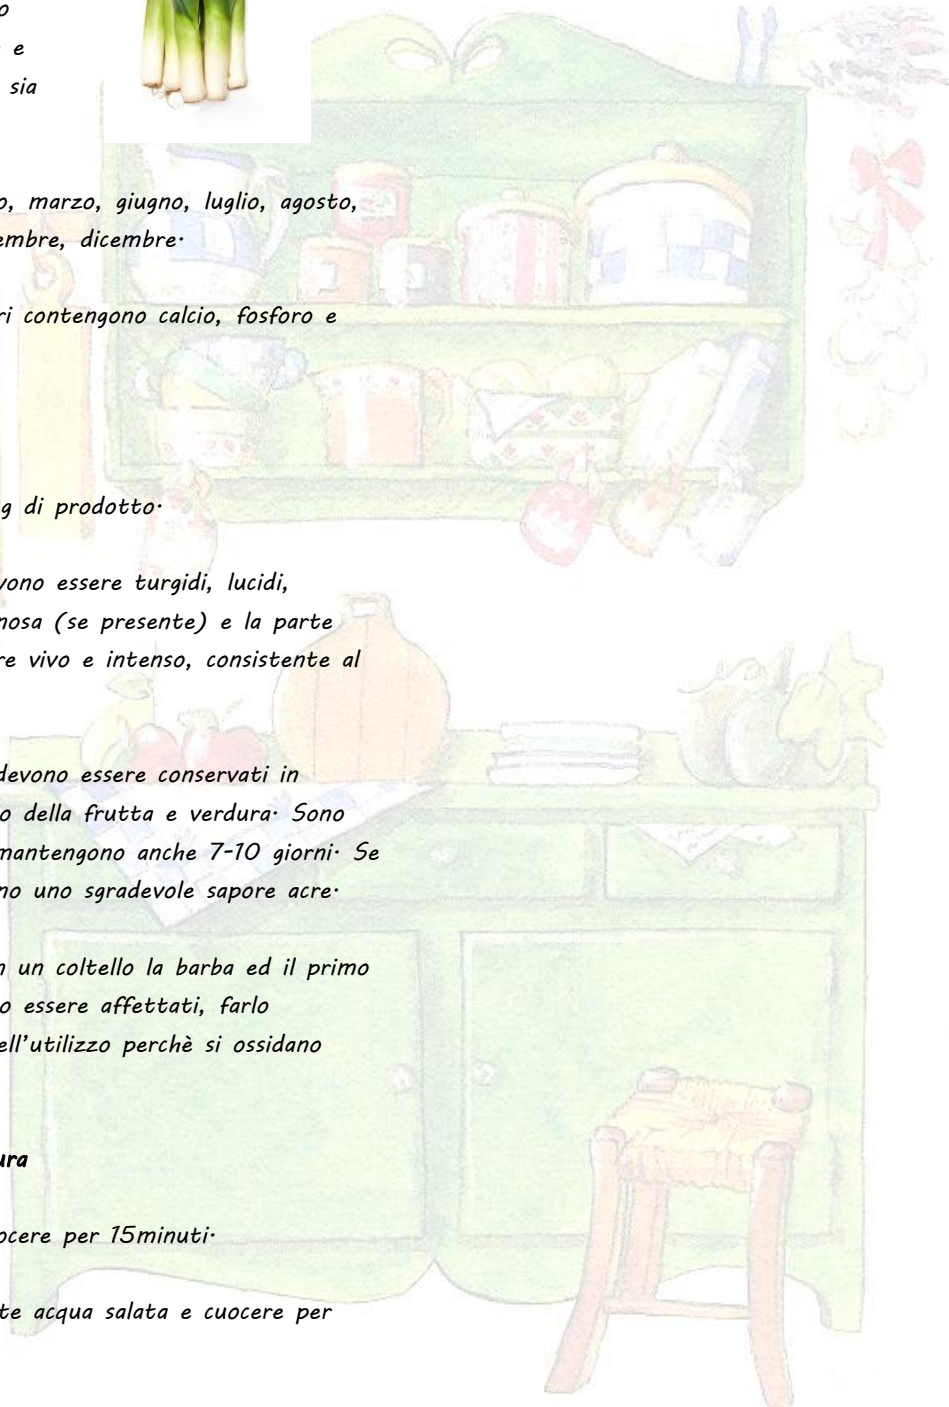 o
e
sia
o, marzo, giugno, luglio, agosto,
embre, dicembre·
ri contengono calcio, fosforo e
g di prodotto·
vono essere turgidi, lucidi,
nosa (se presente) e la parte
re vivo e intenso, consistente al
devono essere conservati in
o della frutta e verdura· Sono
mantengono anche 7-10 giorni· Se
no uno sgradevole sapore acre·
n un coltello la barba ed il primo
o essere affettati, farlo
ell'utilizzo perchè si ossidano
ura
ocere per 15minuti·
te acqua salata e cuocere per